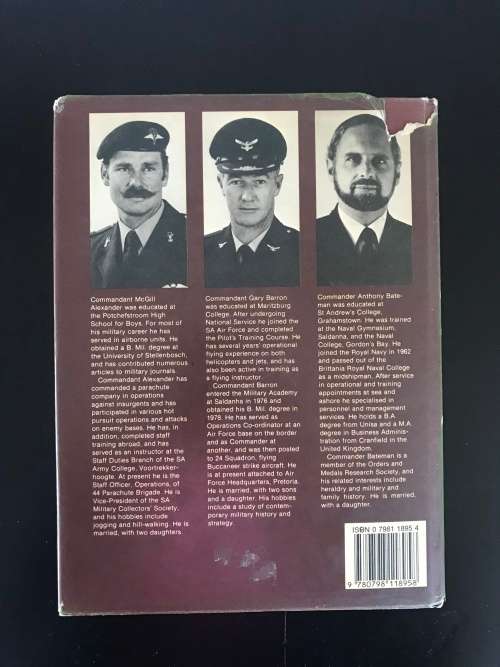 Commandant McGill
Alexander was educated at
the Potchefstroom High
School for Boys. For most of
his military career he has
served in airborne units. He
obtained a B. Mil. degree at
the University of Stellenbosch,
and has contributed numerous
articles to military journals.
Commandant Alexander has
commanded a parachute
company in operations
against insurgents and has
participated in various hot
pursuit operations and attacks
on enemy bases. He has, in
addition, completed staff
training abroad, and has
served as an instructor at the
Staff Duties Branch of the SA
Army College, Voortrekker-
hoogte. At present he is the
Staff Officer, Operations, of
44 Parachute Brigade. He is
Vice-President of the SA
Military Collectors' Society,
and his hobbies include
jogging and hill-walking. He is
married, with two daughters.
Commandant Gary Barron
was educated at Maritzburg
College. After undergoing
National Service he joined the
SA Air Force and completed
the Pilot's Training Course. He
has several years' operational
flying experience on both
helicopters and jets, and has
also been active in training as
a flying instructor.
Commandant Barron
entered the Military Academy
at Saldanha in 1976 and
obtained his B. Mil. degree in
1978. He has served as
Operations Co-ordinator at an
Air Force base on the border
and as Commander at
another, and was then posted
to 24 Squadron, flying
Buccaneer strike aircraft. He
is at present attached to Air
Force Headquarters, Pretoria.
He is married, with two sons
and a daughter. His hobbies
include a study of contem-
porary military history and
strategy.
Commander Anthony Bate-
man was educated at
St Andrew's College,
Grahamstown. He was trained
at the Naval Gymnasium,
Saldanha, and the Naval
College, Gordon's Bay. He
joined the Royal Navy in 1962
and passed out of the
Brittania Royal Naval College
as a midshipman. After service
in operational and training
appointments at sea and
ashore he specialised in
personnel and management
services. He holds a B.A.
degree from Unisa and a M.A.
degree in Business Adminis-
tration from Cranfield in the
United Kingdom.
Commander Bateman is a
member of the Orders and
Medals Research Society, and
his related interests include
heraldry and military and
family history. He is married,
with a daughter.
ISBN 0 7981 1895 4
9 780798 118958